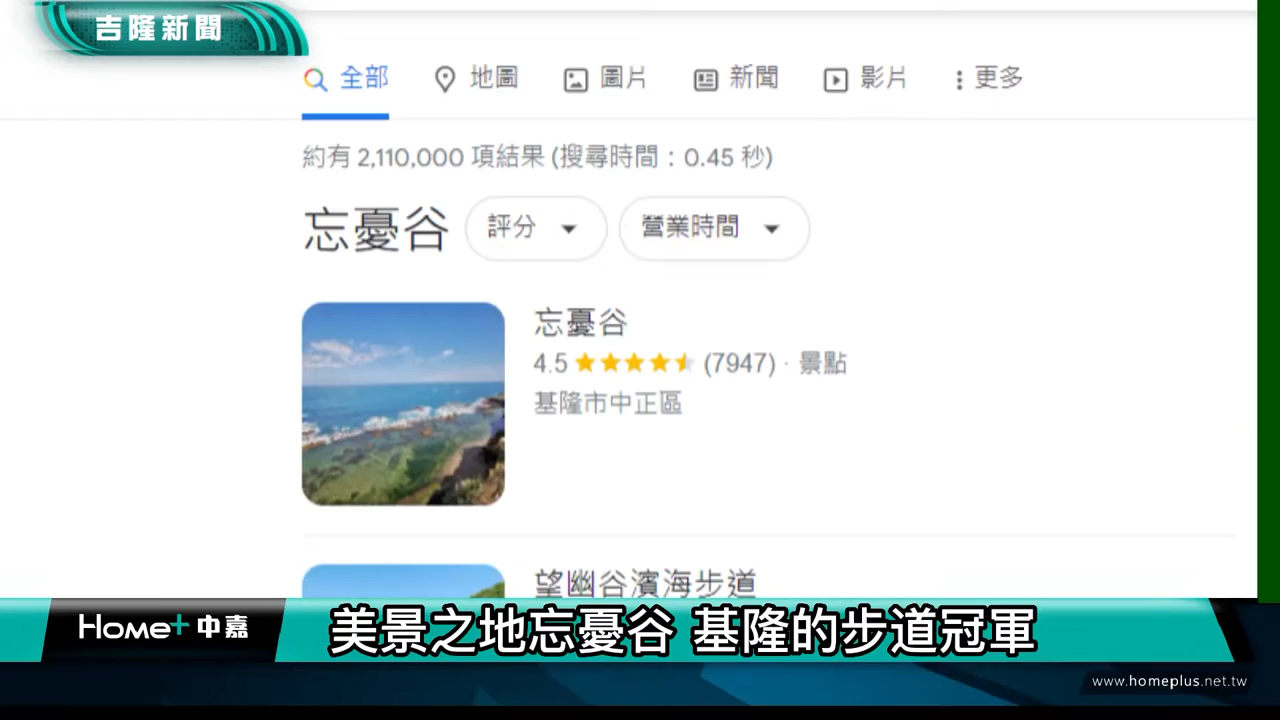 吉隆新聞
全部 地圖 圖片 新聞 影片 更多
約有 2,110,000 項結果 (搜尋時間：0.45 秒)
忘憂谷 評分 營業時間
忘憂谷
4.5 (7947) · 景點
基隆市中正區
望幽谷濱海步道
Home+中嘉 美景之地忘憂谷 基隆的步道冠軍
www.homeplus.net.tw